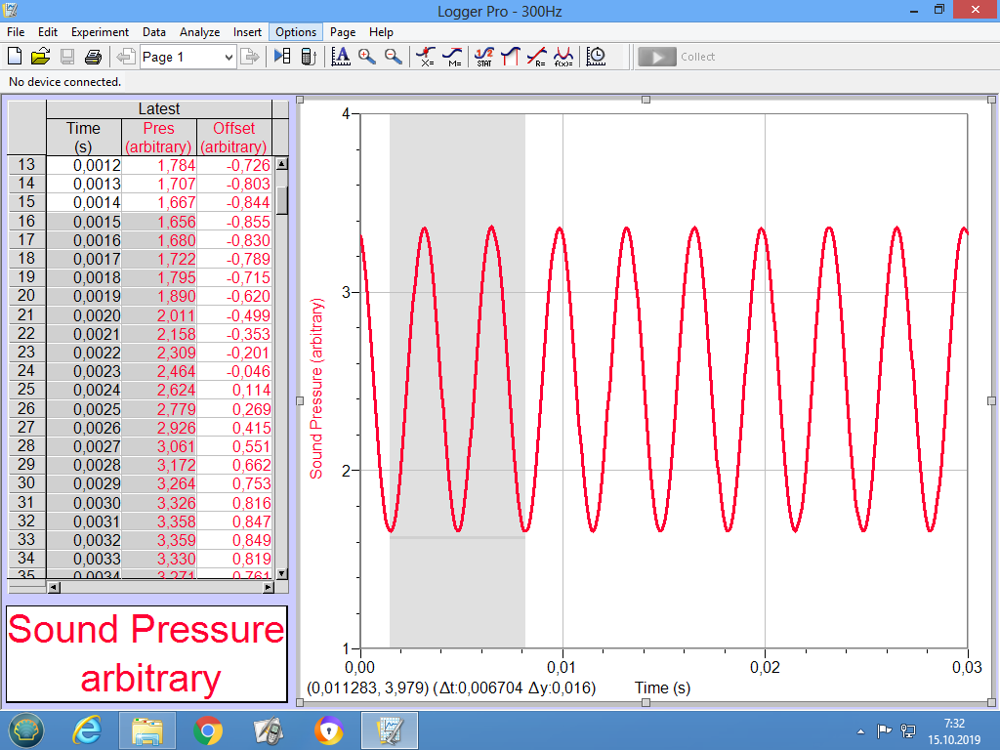 Logger Pro - 300Hz
File Edit Experiment Data Analyze Insert Options Page Help
Page 1 X= M= 1/2 STAT R= f(x)= Collect
No device connected.
Latest
Time Pres Offset
(s) (arbitrary) (arbitrary)
13 0,0012 1,784 -0,726
14 0,0013 1,707 -0,803
15 0,0014 1,667 -0,844
16 0,0015 1,656 -0,855
17 0,0016 1,680 -0,830
18 0,0017 1,722 -0,789
19 0,0018 1,795 -0,715
20 0,0019 1,890 -0,620
21 0,0020 2,011 -0,499
22 0,0021 2,158 -0,353
23 0,0022 2,309 -0,201
24 0,0023 2,464 -0,046
25 0,0024 2,624 0,114
26 0,0025 2,779 0,269
27 0,0026 2,926 0,415
28 0,0027 3,061 0,551
29 0,0028 3,172 0,662
30 0,0029 3,264 0,753
31 0,0030 3,326 0,816
32 0,0031 3,358 0,847
33 0,0032 3,359 0,849
34 0,0033 3,330 0,819
35 0,0034 3,271 0,761
Sound Pressure
arbitrary
4
3
2
1
Sound Pressure (arbitrary)
0,00 0,01 0,02 0,03
(0,011283, 3,979) (Δt:0,006704 Δy:0,016) Time (s)
7:32
15.10.2019